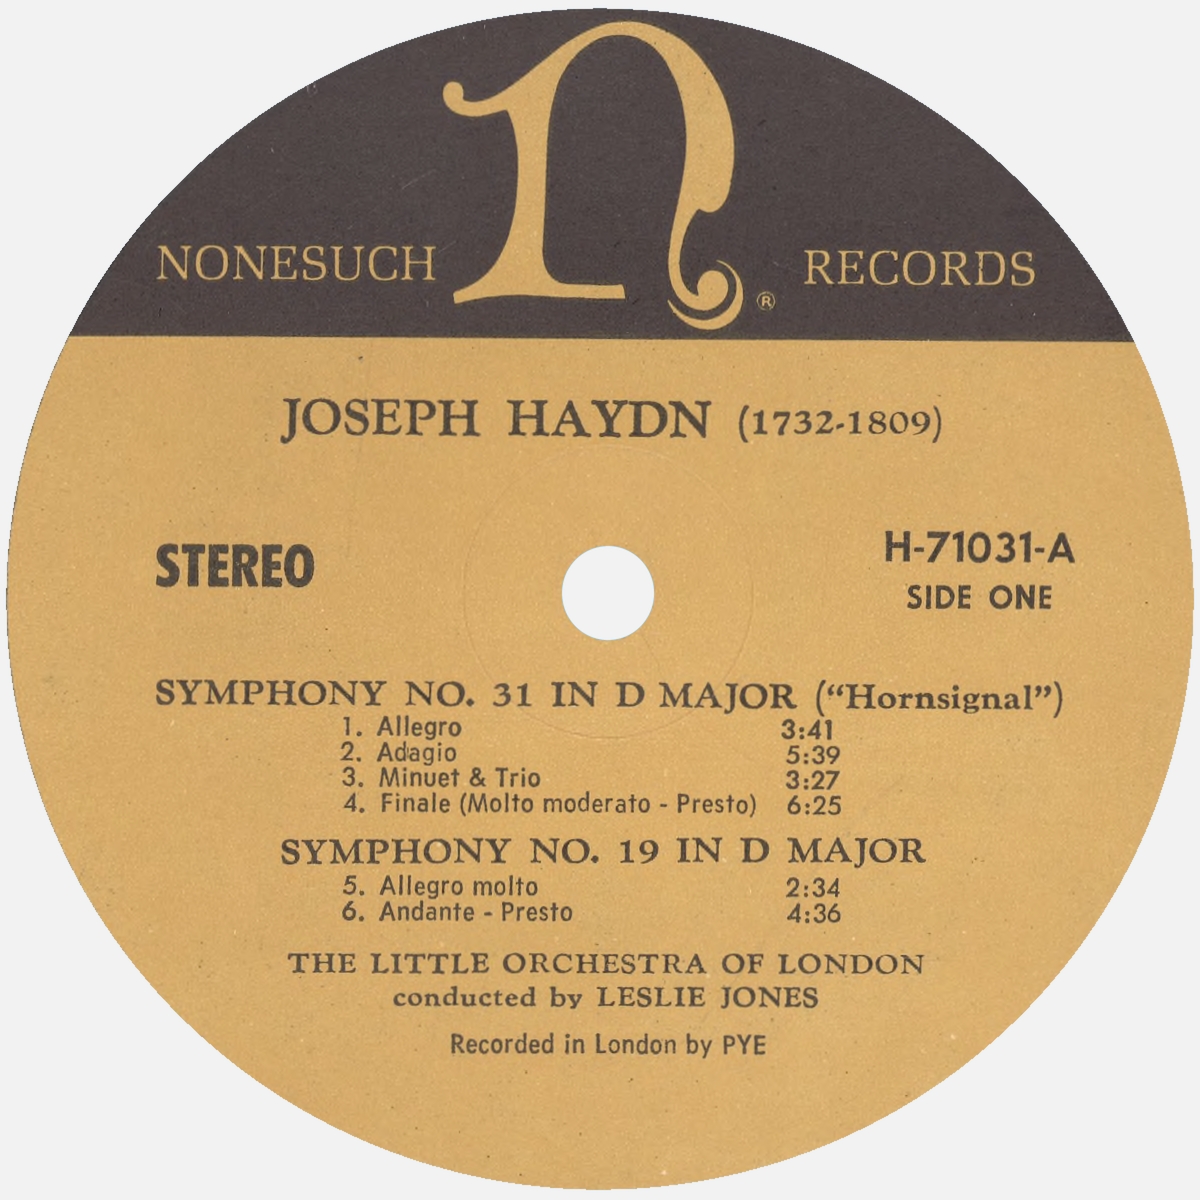 n
NONESUCH RECORDS
®
JOSEPH HAYDN (1732-1809)
STEREO
H-71031-A
SIDE ONE
SYMPHONY NO. 31 IN D MAJOR (“Hornsignal”)
1. Allegro 3:41
2. Adagio 5:39
3. Minuet & Trio 3:27
4. Finale (Molto moderato - Presto) 6:25
SYMPHONY NO. 19 IN D MAJOR
5. Allegro molto 2:34
6. Andante - Presto 4:36
THE LITTLE ORCHESTRA OF LONDON
conducted by LESLIE JONES
Recorded in London by PYE